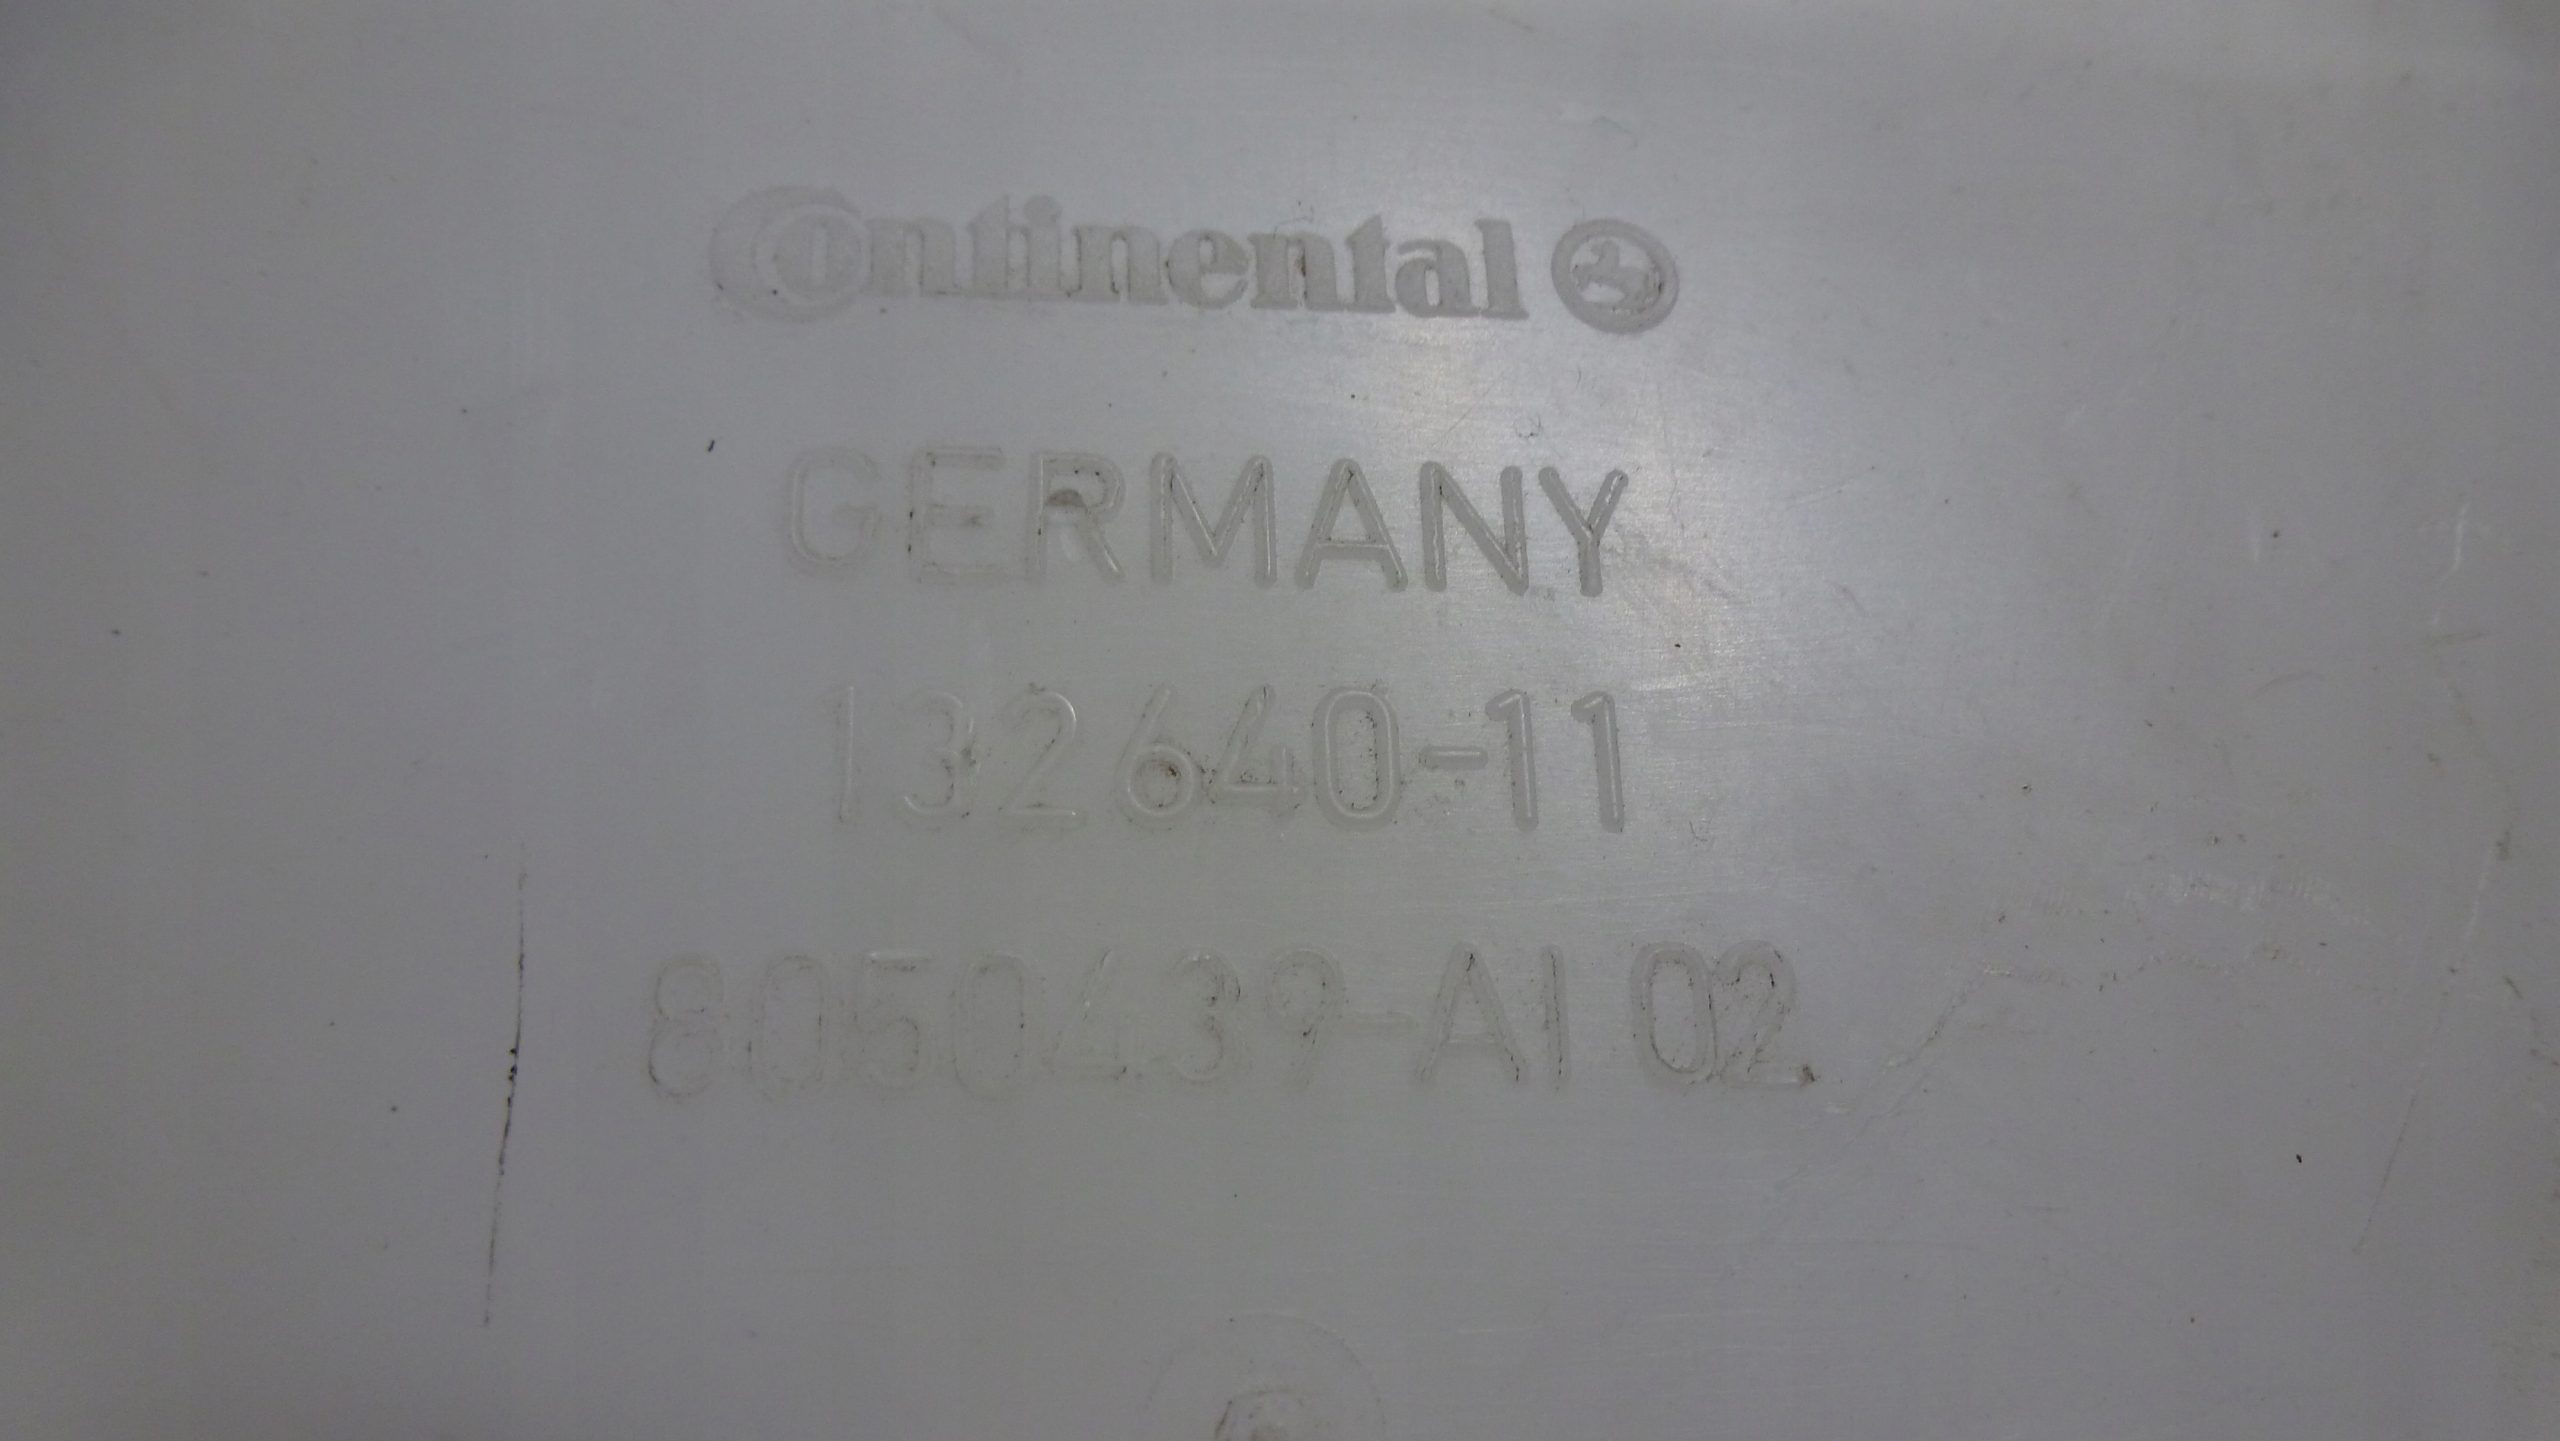 Continental
GERMANY
132640-11
8050439-AI 02